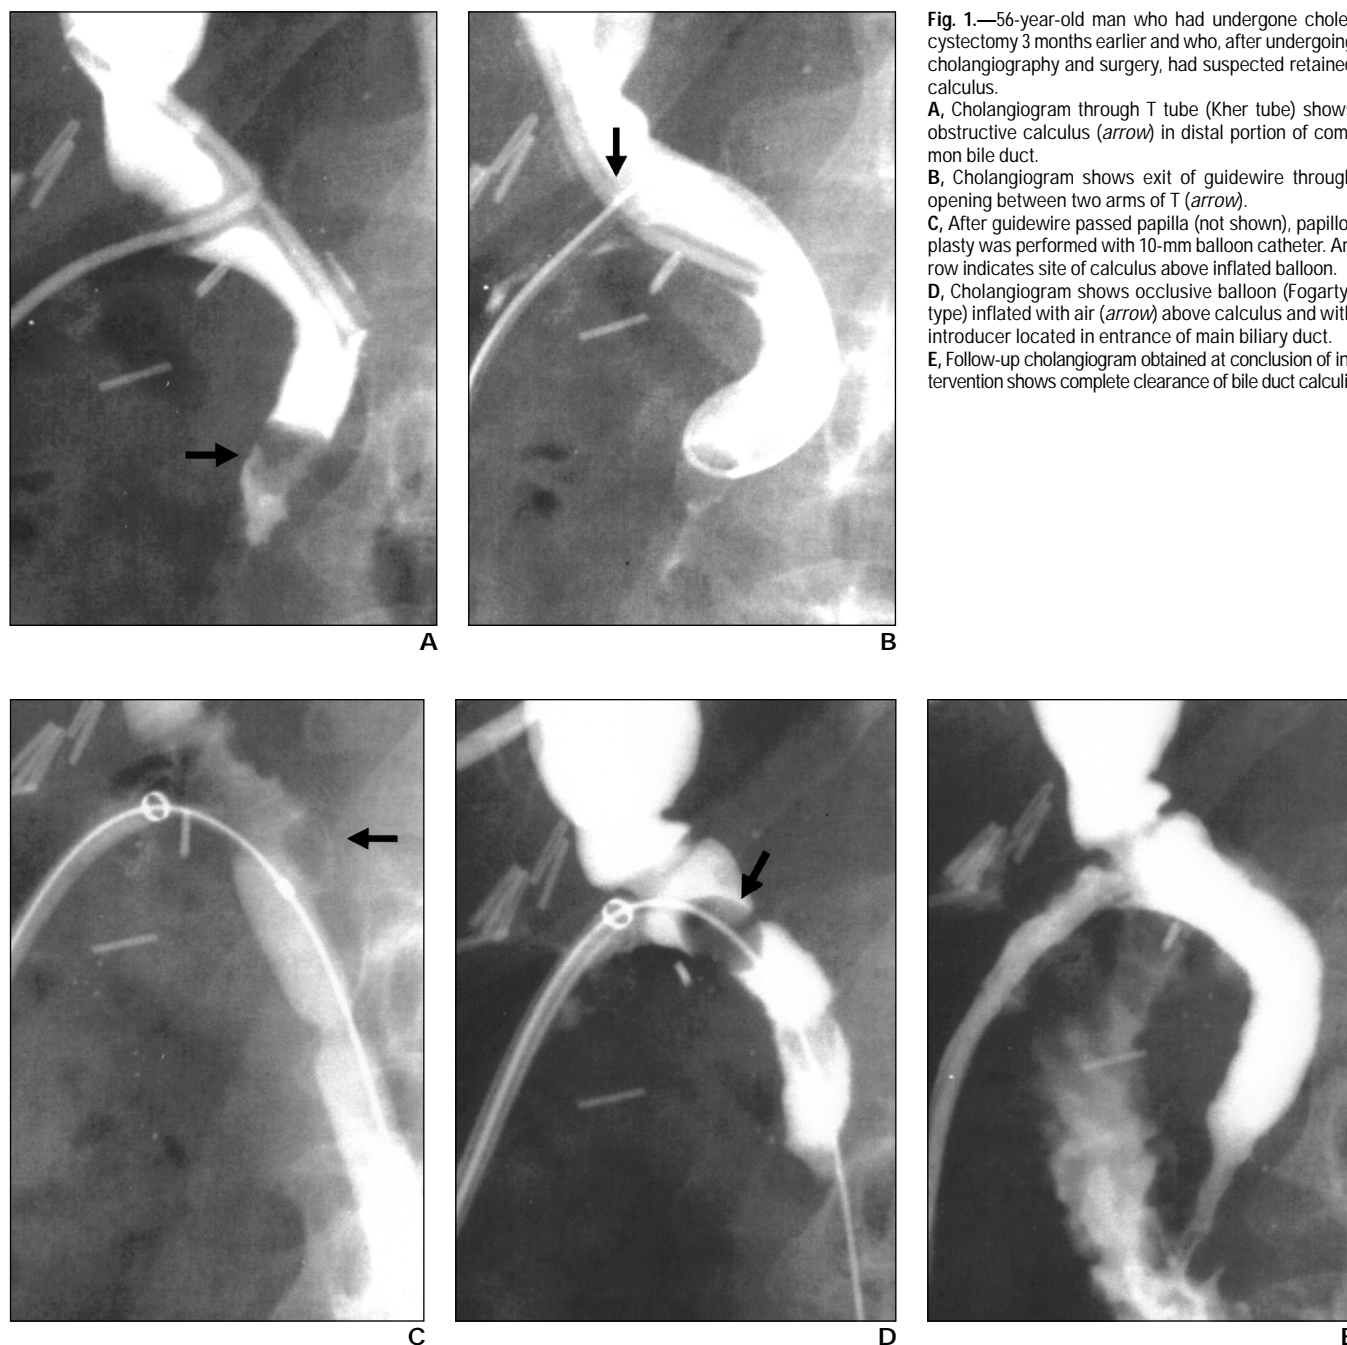 Fig. 1.—56-year-old man who had undergone chole
cystectomy 3 months earlier and who, after undergoing
cholangiography and surgery, had suspected retained
calculus.
A, Cholangiogram through T tube (Kher tube) shows
obstructive calculus (arrow) in distal portion of com
mon bile duct.
B, Cholangiogram shows exit of guidewire through
opening between two arms of T (arrow).
C, After guidewire passed papilla (not shown), papillo
plasty was performed with 10-mm balloon catheter. Ar
row indicates site of calculus above inflated balloon.
D, Cholangiogram shows occlusive balloon (Fogarty
type) inflated with air (arrow) above calculus and with
introducer located in entrance of main biliary duct.
E, Follow-up cholangiogram obtained at conclusion of in
tervention shows complete clearance of bile duct calculi
A
B
C
D
E